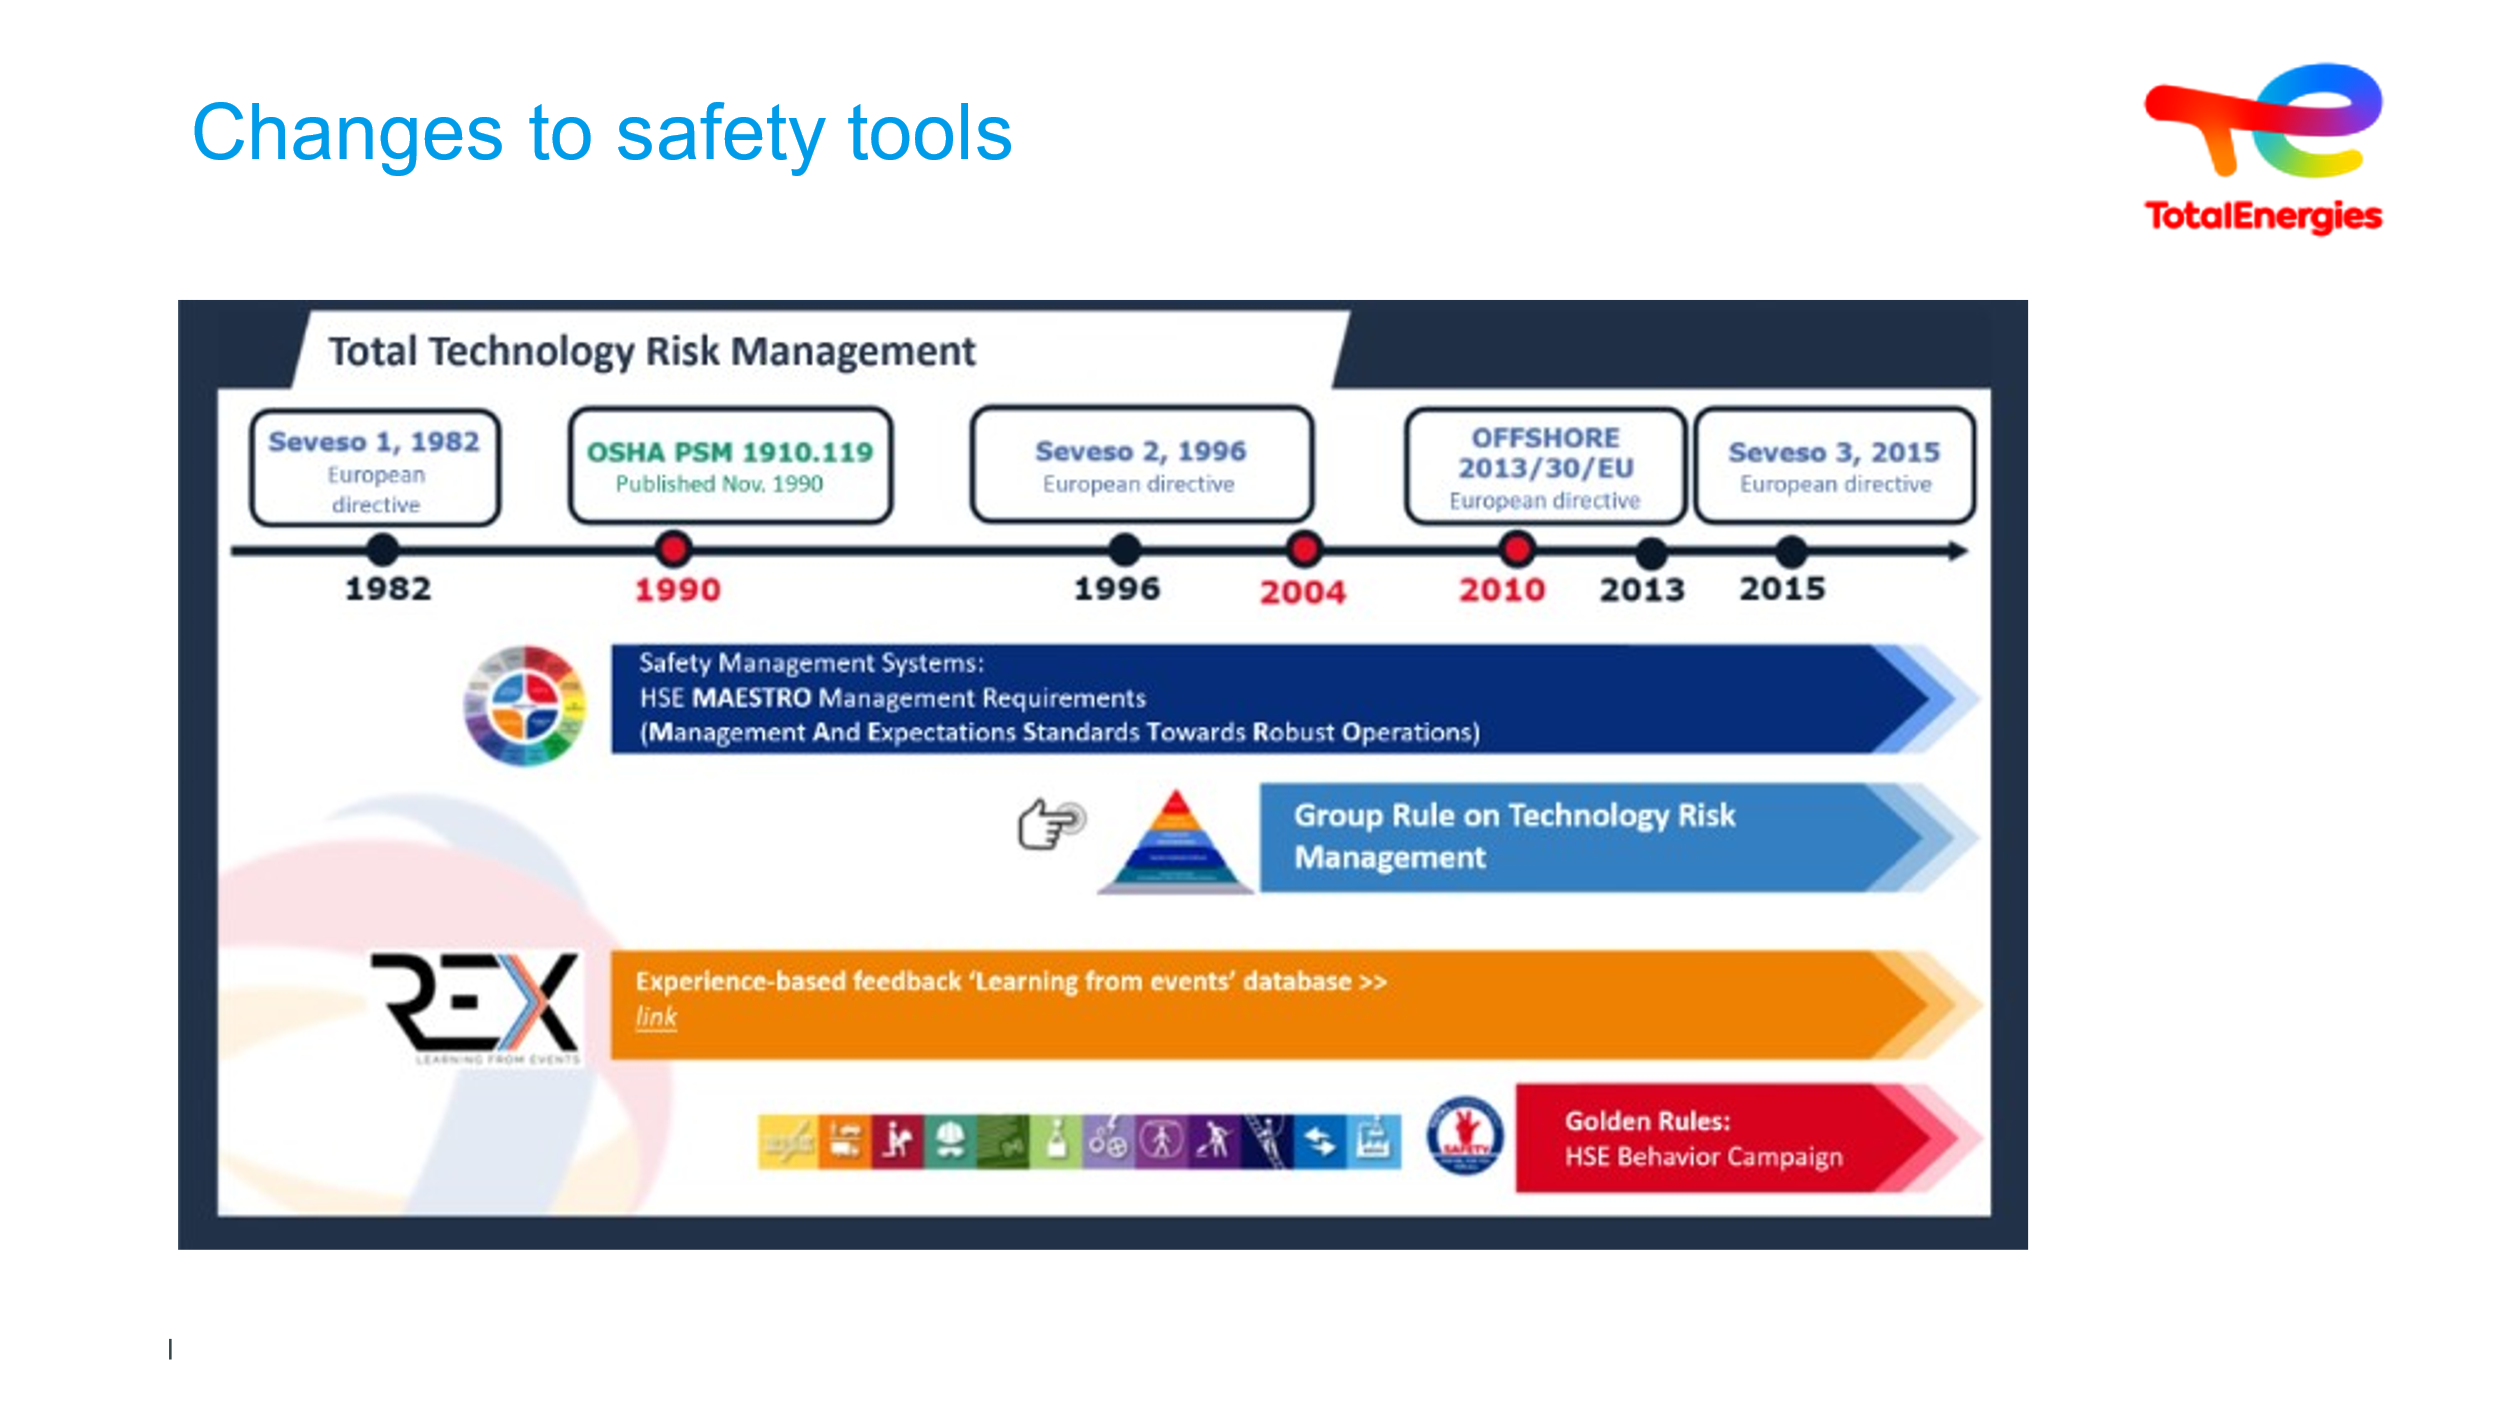 Changes to safety tools
TotalEnergies
Total Technology Risk Management
Seveso 1, 1982
European
directive
OSHA PSM 1910.119
Published Nov. 1990
Seveso 2, 1996
European directive
OFFSHORE
2013/30/EU
European directive
Seveso 3, 2015
European directive
1982
1990
1996
2004
2010
2013
2015
Safety Management Systems:
HSE MAESTRO Management Requirements
(Management And Expectations Standards Towards Robust Operations)
Group Rule on Technology Risk
Management
REX
LEARNING FROM EVENTS
Experience-based feedback ‘Learning from events’ database >>
link
SAFETY
Golden Rules:
HSE Behavior Campaign
|